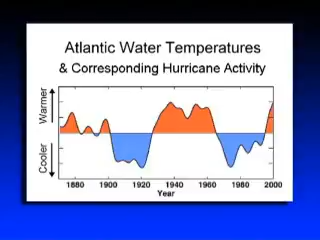 Atlantic Water Temperatures
& Corresponding Hurricane Activity
Warmer
Cooler
1880 1900 1920 1940 1960 1980 2000
Year